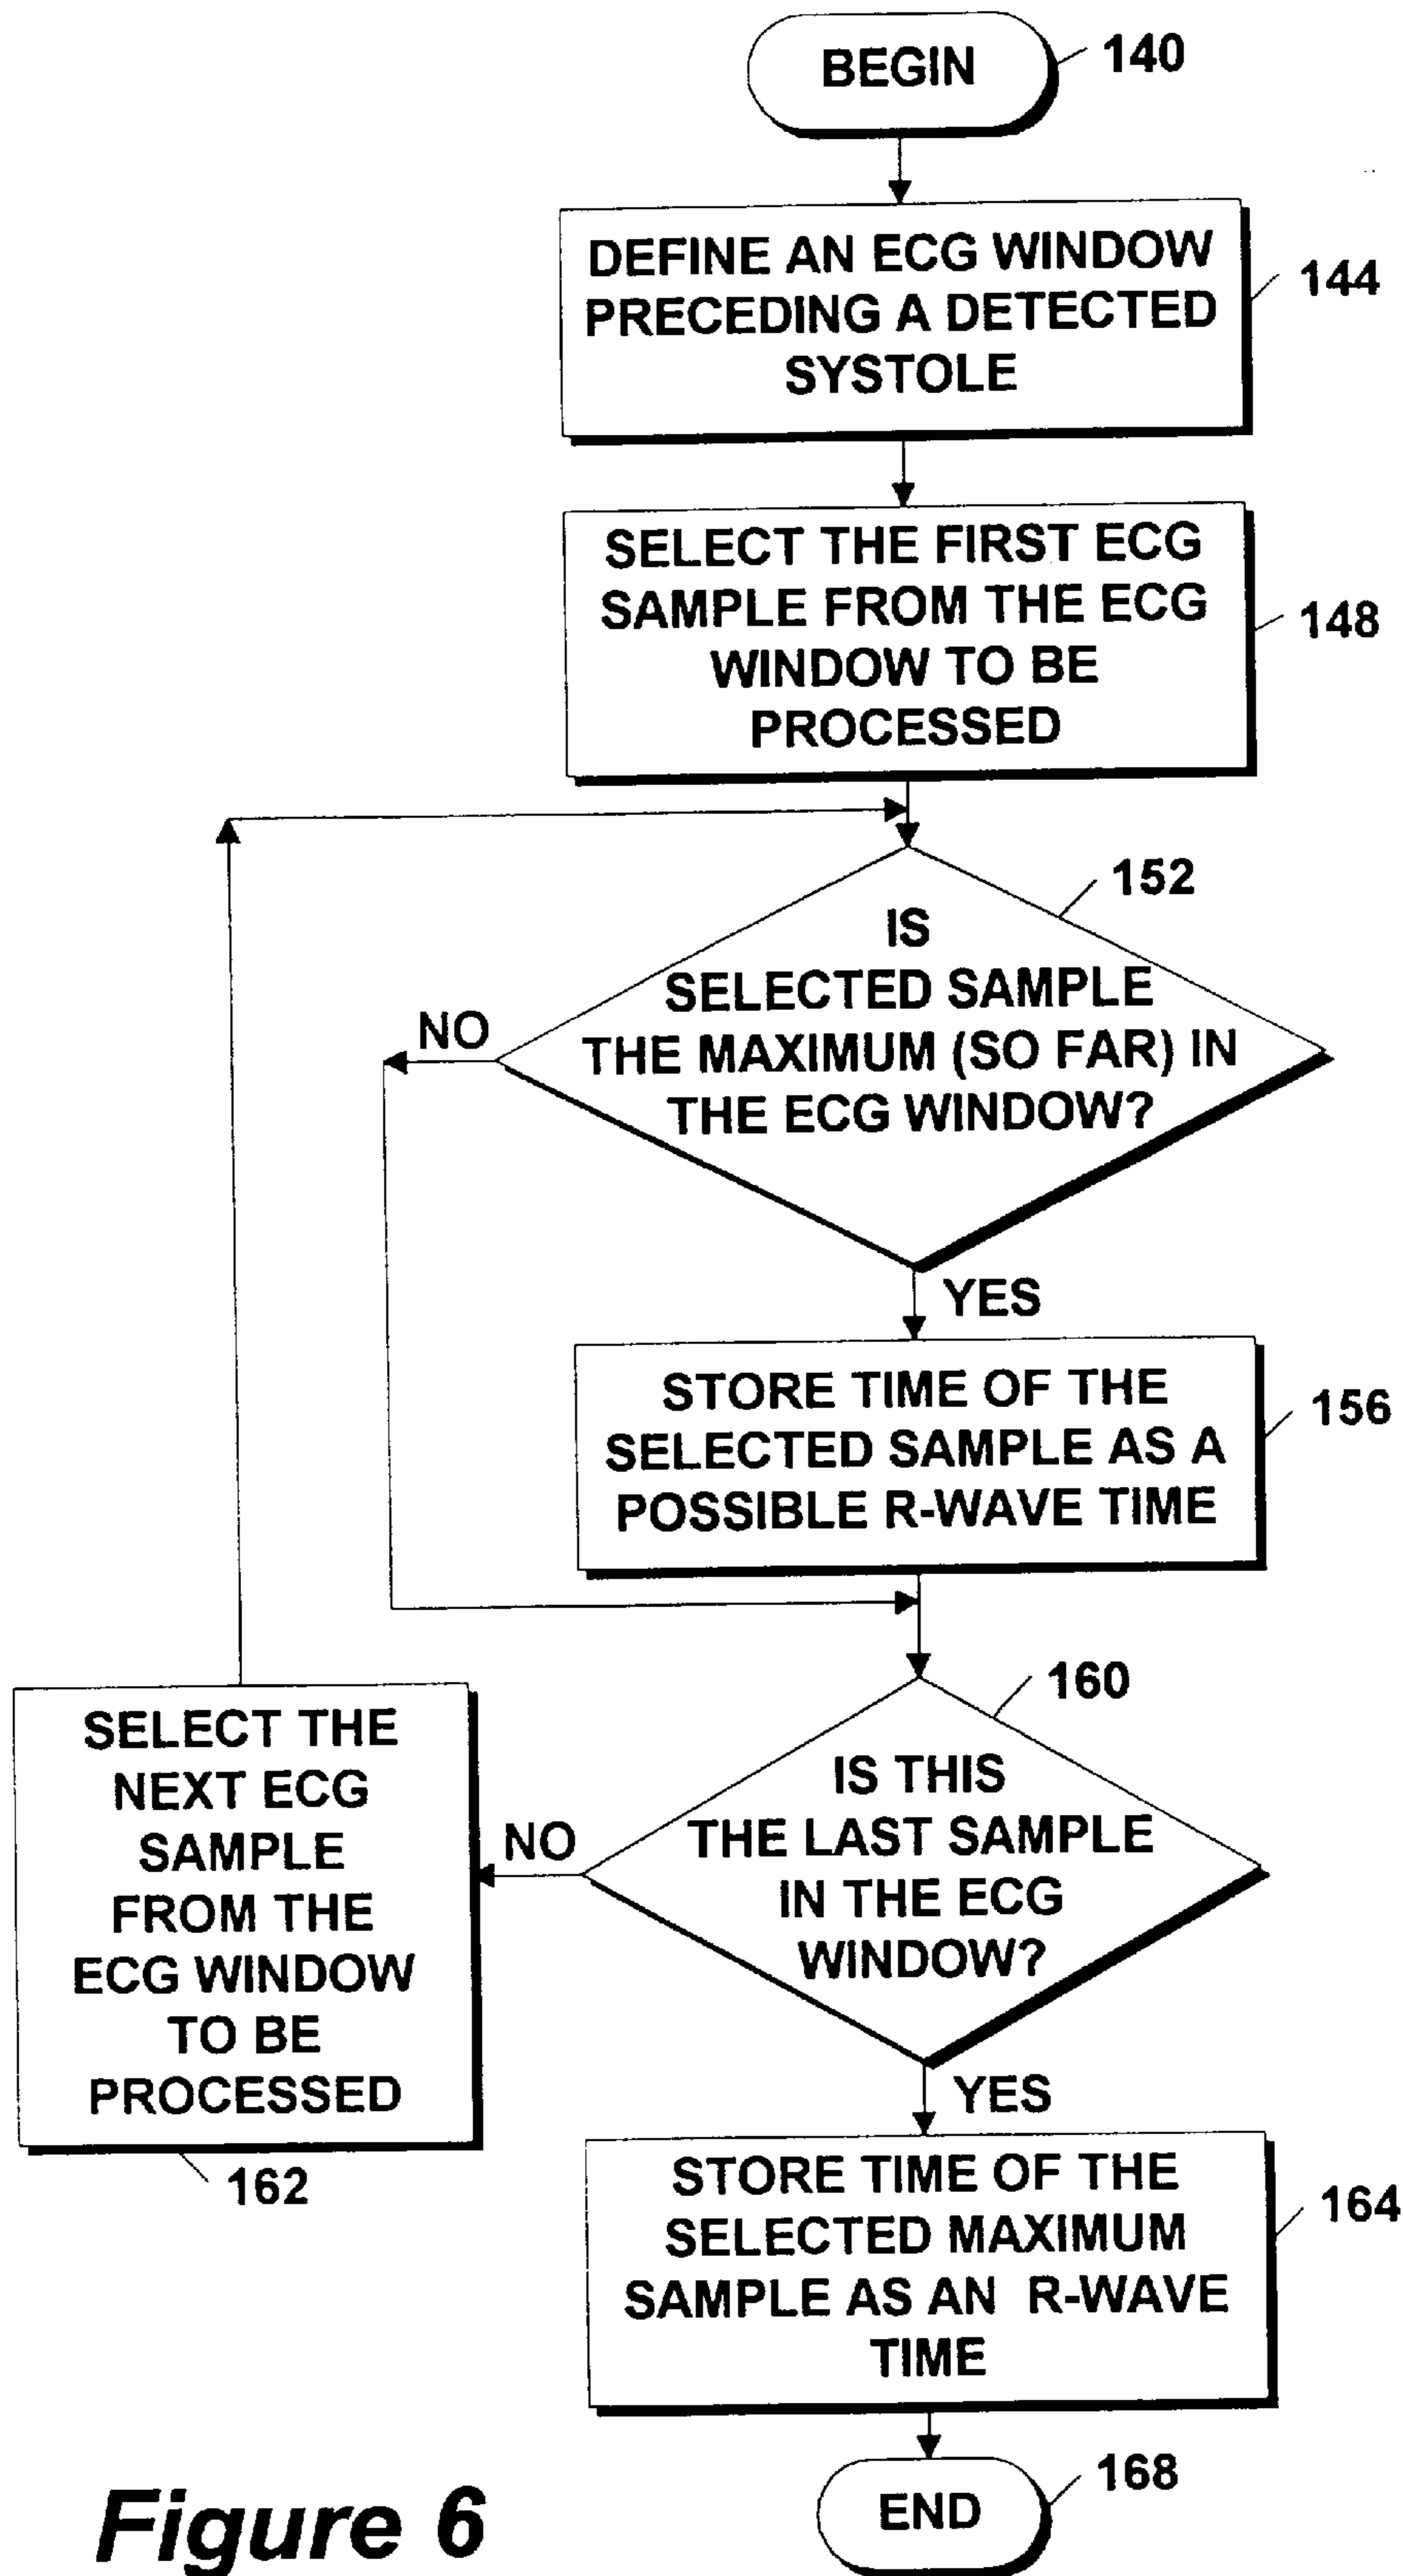 BEGIN
140
DEFINE AN ECG WINDOW
PRECEDING A DETECTED
SYSTOLE
144
SELECT THE FIRST ECG
SAMPLE FROM THE ECG
WINDOW TO BE
PROCESSED
148
152
IS
SELECTED SAMPLE
THE MAXIMUM (SO FAR) IN
THE ECG WINDOW?
NO
YES
STORE TIME OF THE
SELECTED SAMPLE AS A
POSSIBLE R-WAVE TIME
156
160
IS THIS
THE LAST SAMPLE
IN THE ECG
WINDOW?
NO
SELECT THE
NEXT ECG
SAMPLE
FROM THE
ECG WINDOW
TO BE
PROCESSED
162
YES
STORE TIME OF THE
SELECTED MAXIMUM
SAMPLE AS AN R-WAVE
TIME
164
END
168
Figure 6